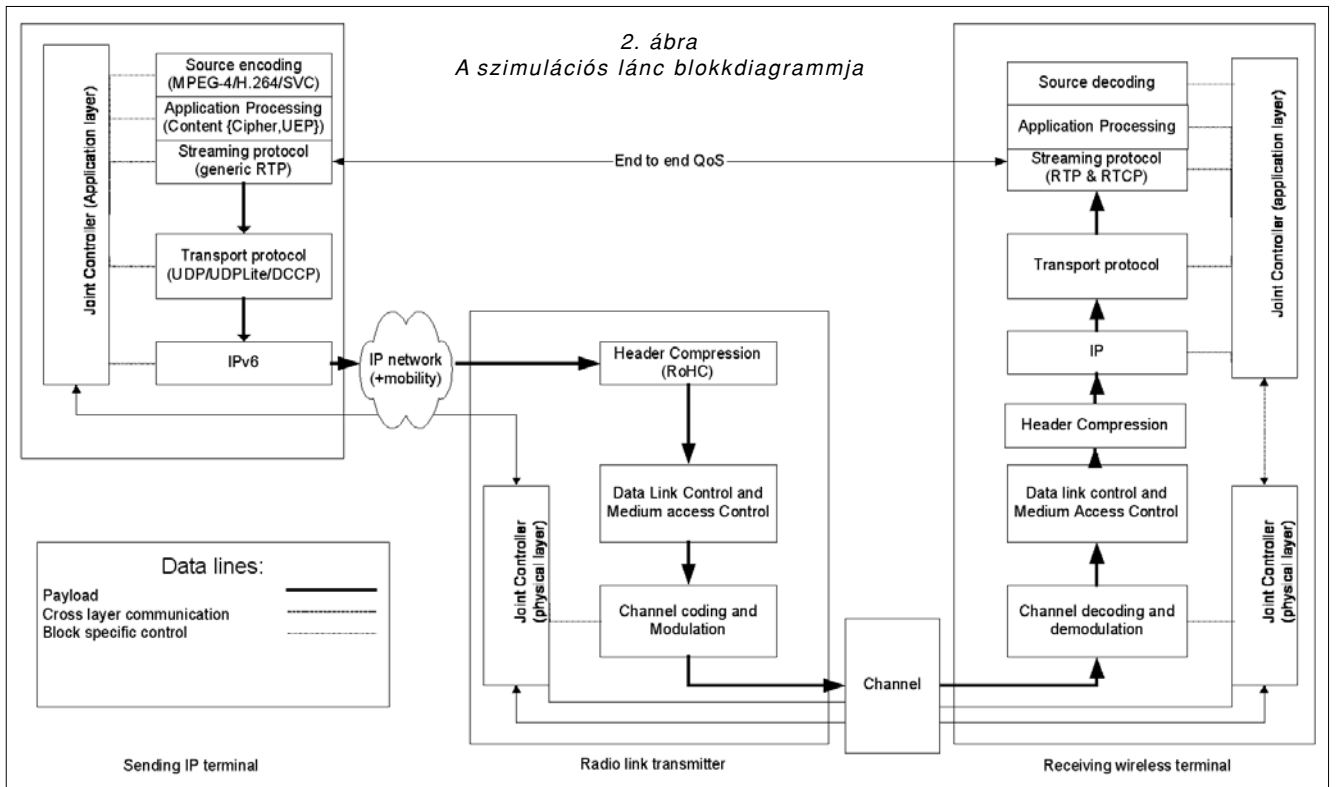 2. ábra
A szimulációs lánc blokkdiagrammja
Joint Controller (Application layer)
Source encoding
(MPEG-4/H.264/SVC)
Application Processing
(Content {Cipher,UEP})
Streaming protocol
(generic RTP)
Transport protocol
(UDP/UDPLite/DCCP)
IPv6
IP network
(+mobility)
End to end QoS
Header Compression
(RoHC)
Data Link Control and
Medium access Control
Channel coding and
Modulation
Joint Controller
(physical layer)
Channel
Source decoding
Application Processing
Streaming protocol
(RTP & RTCP)
Transport protocol
IP
Header Compression
Data link control and
Medium Access Control
Channel decoding and
demodulation
Joint Controller (application layer)
Joint Controller
(physical layer)
Data lines:
Payload
Cross layer communication
Block specific control
Sending IP terminal
Radio link transmitter
Receiving wireless terminal